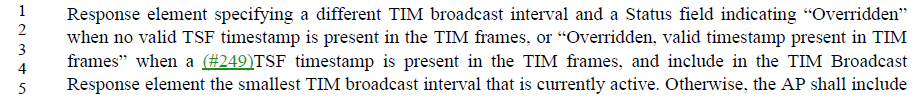 1 Response element specifying a different TIM broadcast interval and a Status field indicating “Overridden”
2 when no valid TSF timestamp is present in the TIM frames, or “Overridden, valid timestamp present in TIM
3 frames” when a (#249)TSF timestamp is present in the TIM frames, and include in the TIM Broadcast
4 Response element the smallest TIM broadcast interval that is currently active. Otherwise, the AP shall include
5